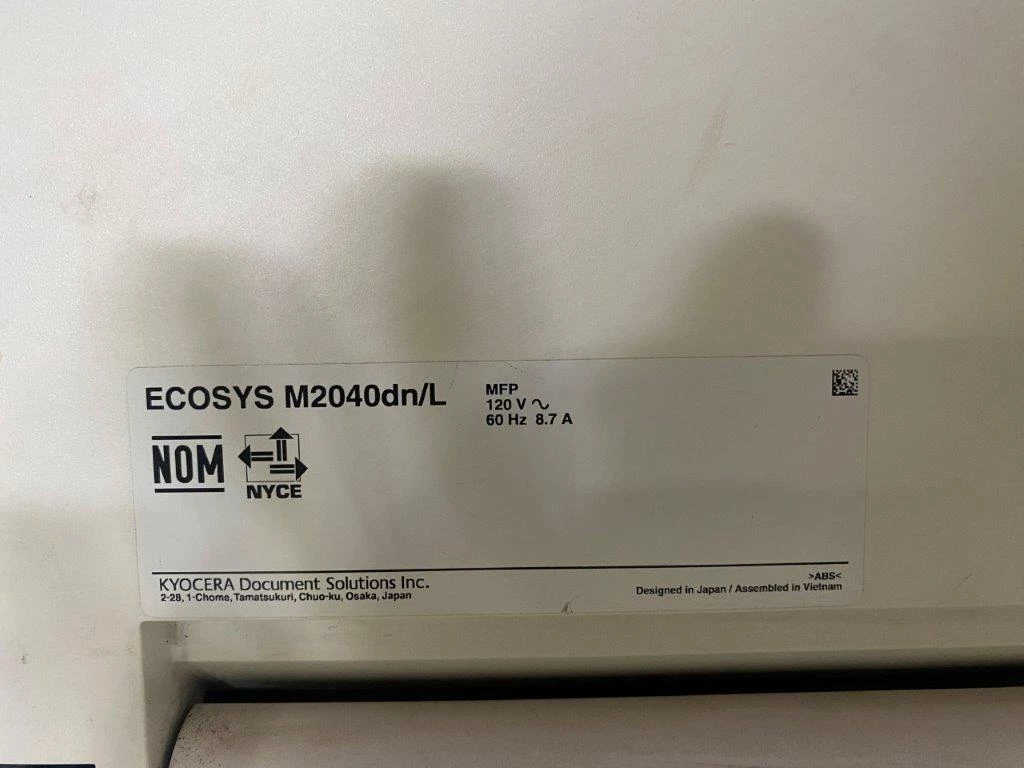 ECOSYS M2040dn/L
MFP
120 V ∿
60 Hz 8.7 A
NOM
NYCE
KYOCERA Document Solutions Inc.
2-28, 1-Chome, Tamatsukuri, Chuo-ku, Osaka, Japan
>ABS<
Designed in Japan / Assembled in Vietnam